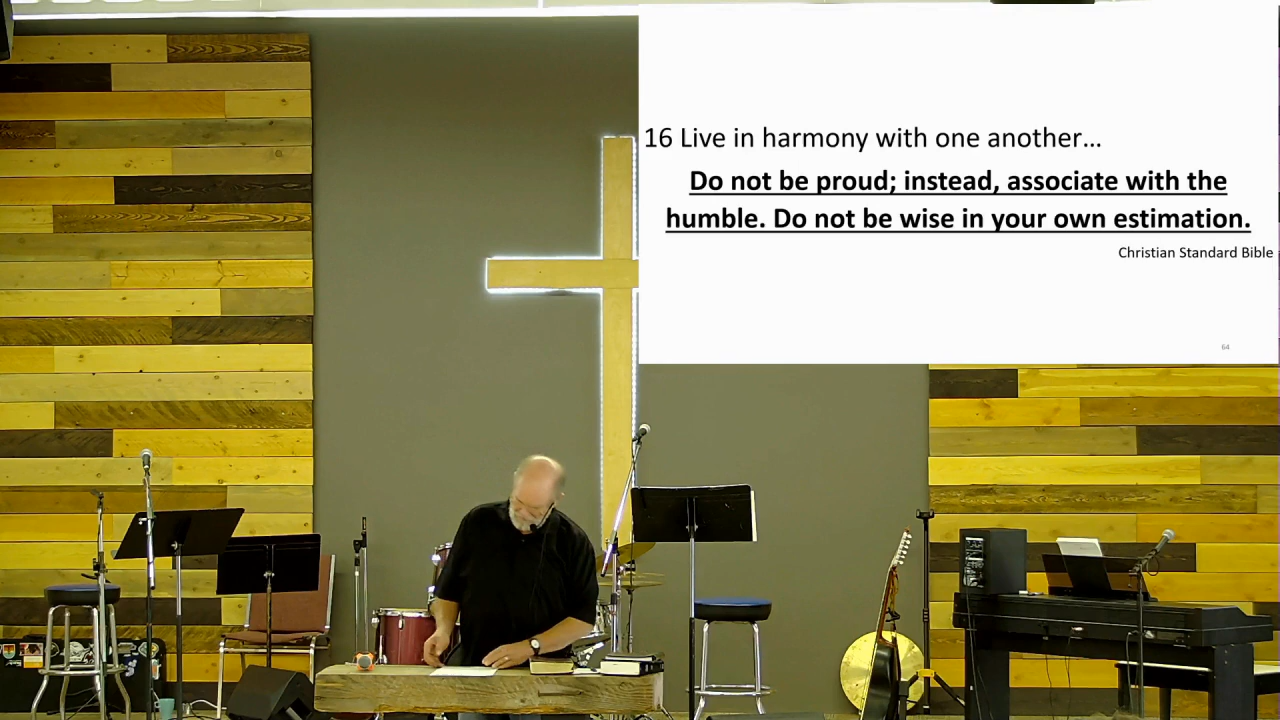 16 Live in harmony with one another…
Do not be proud; instead, associate with the
humble. Do not be wise in your own estimation.
Christian Standard Bible
64